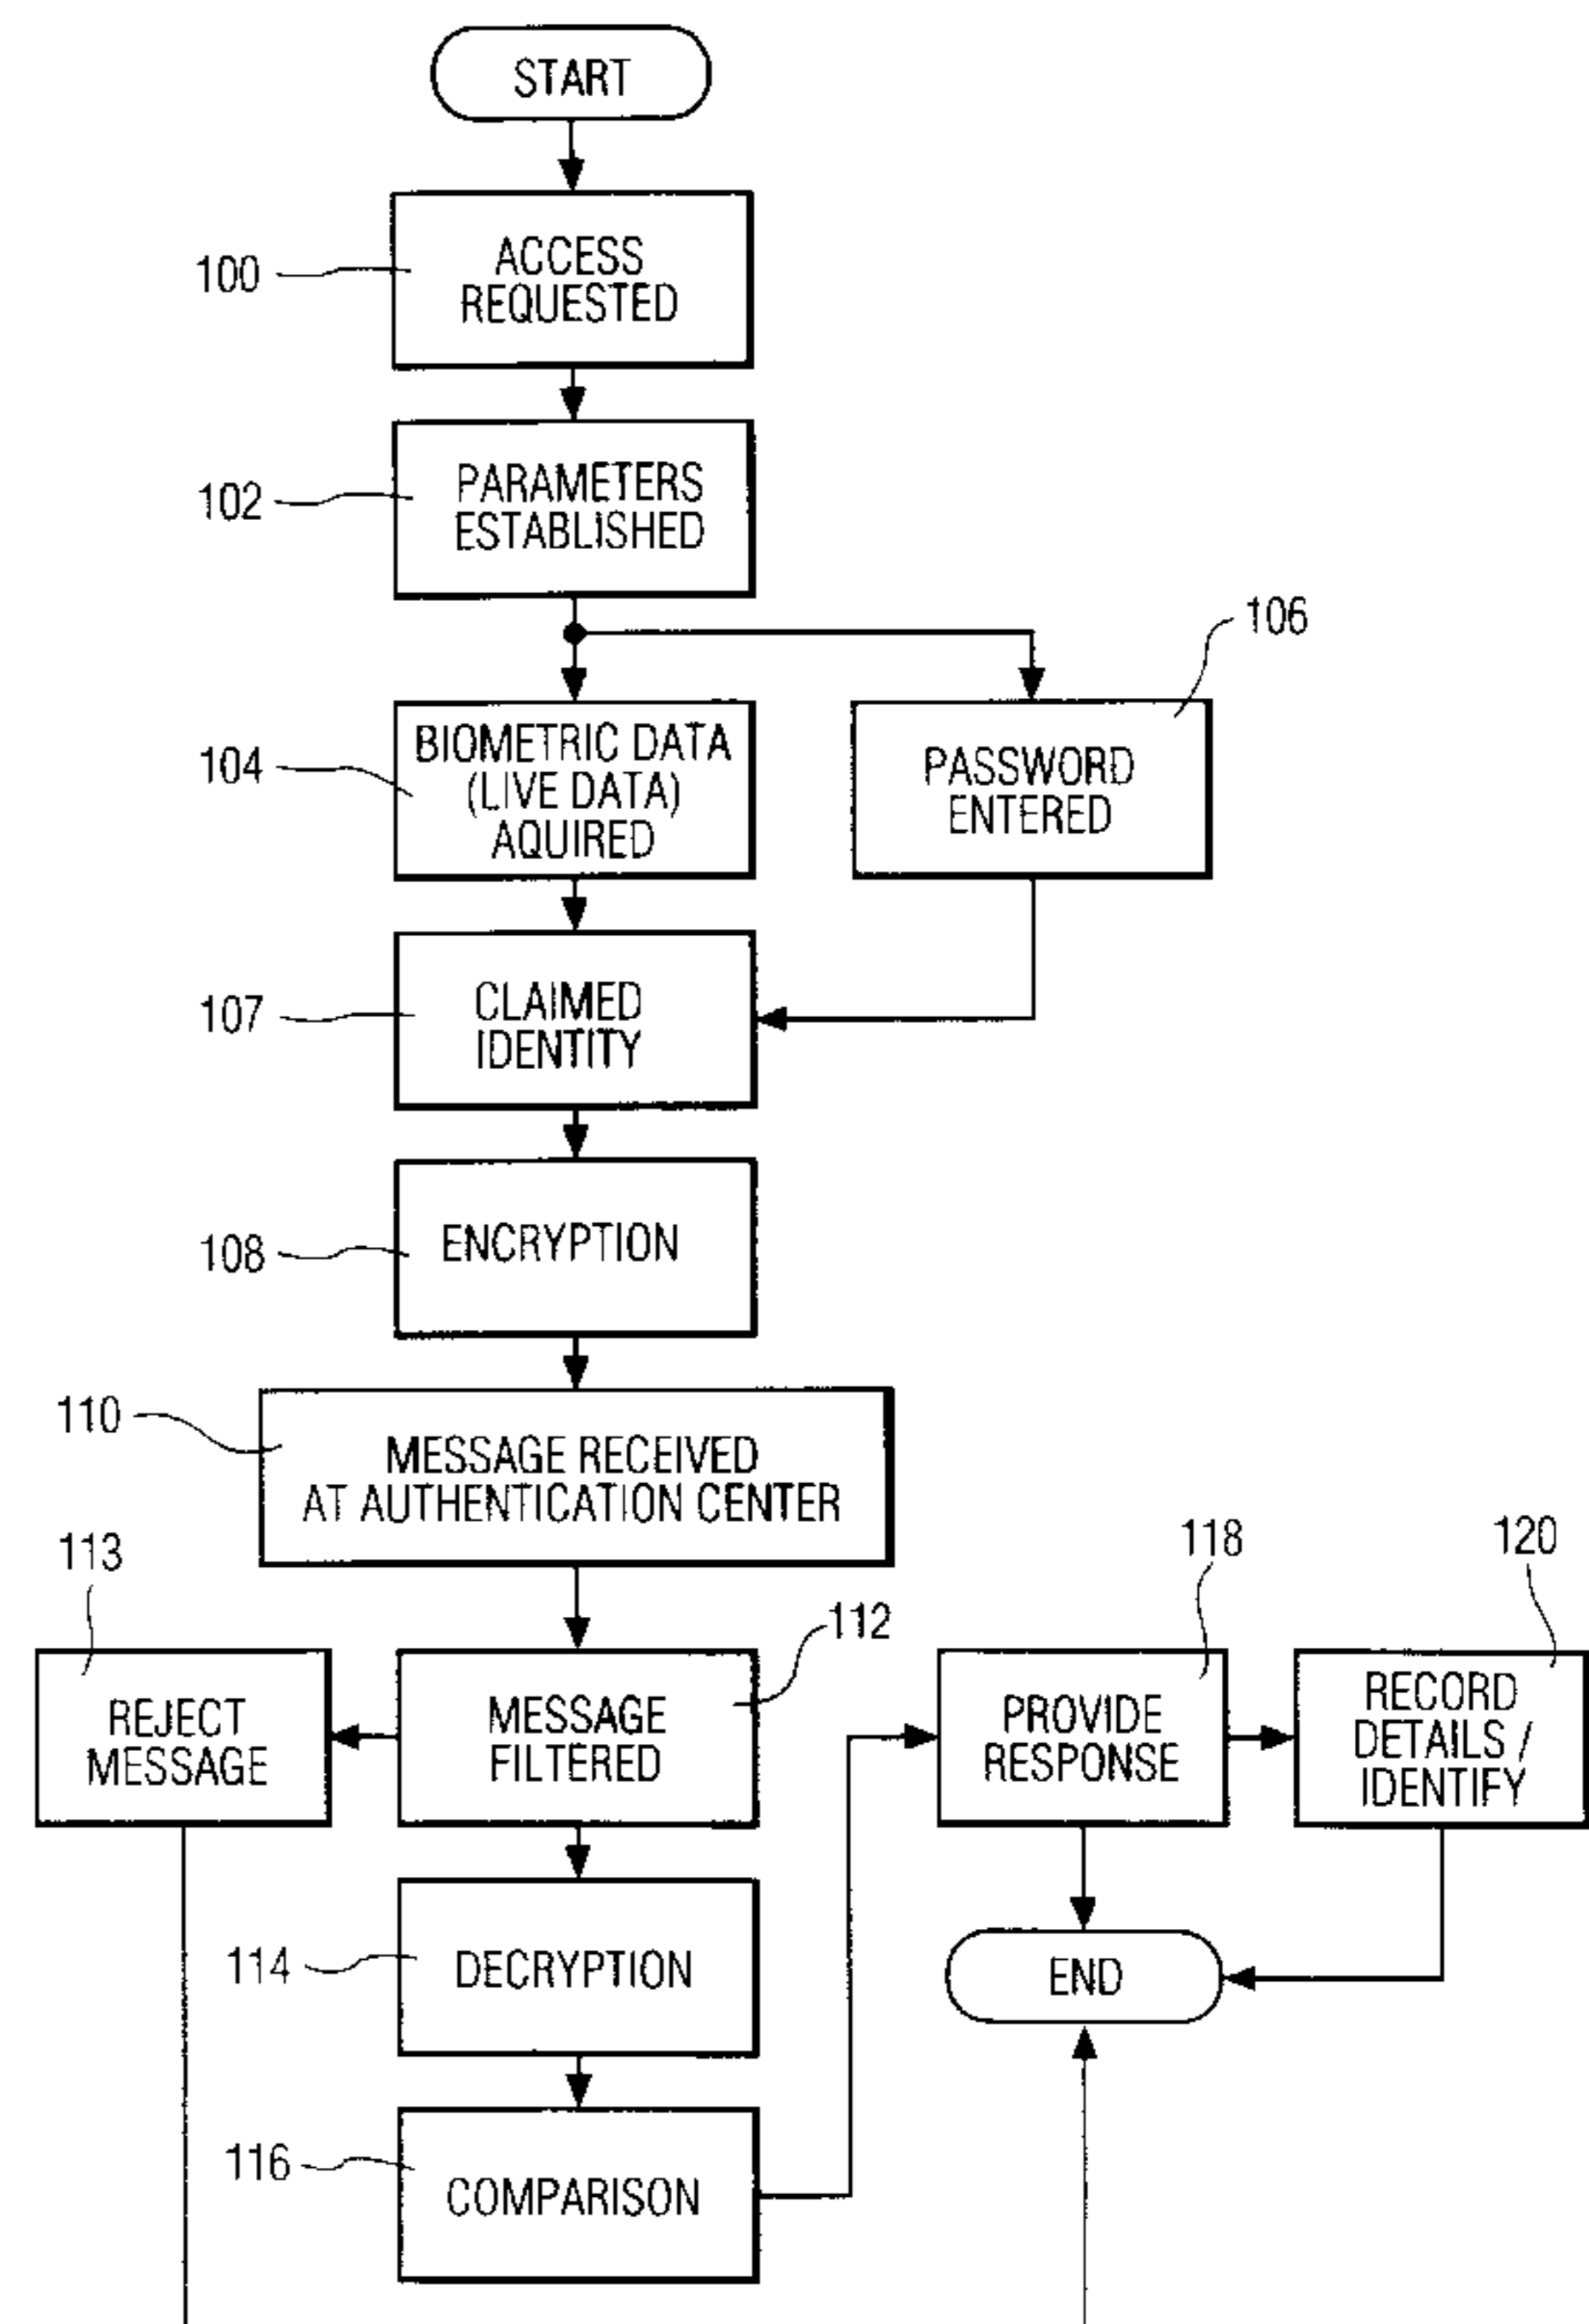 START
100
ACCESS
REQUESTED
102
PARAMETERS
ESTABLISHED
106
104
BIOMETRIC DATA
(LIVE DATA)
AQUIRED
PASSWORD
ENTERED
107
CLAIMED
IDENTITY
108
ENCRYPTION
110
MESSAGE RECEIVED
AT AUTHENTICATION CENTER
113
118
120
112
REJECT
MESSAGE
MESSAGE
FILTERED
PROVIDE
RESPONSE
RECORD
DETAILS /
IDENTIFY
114
DECRYPTION
END
116
COMPARISON